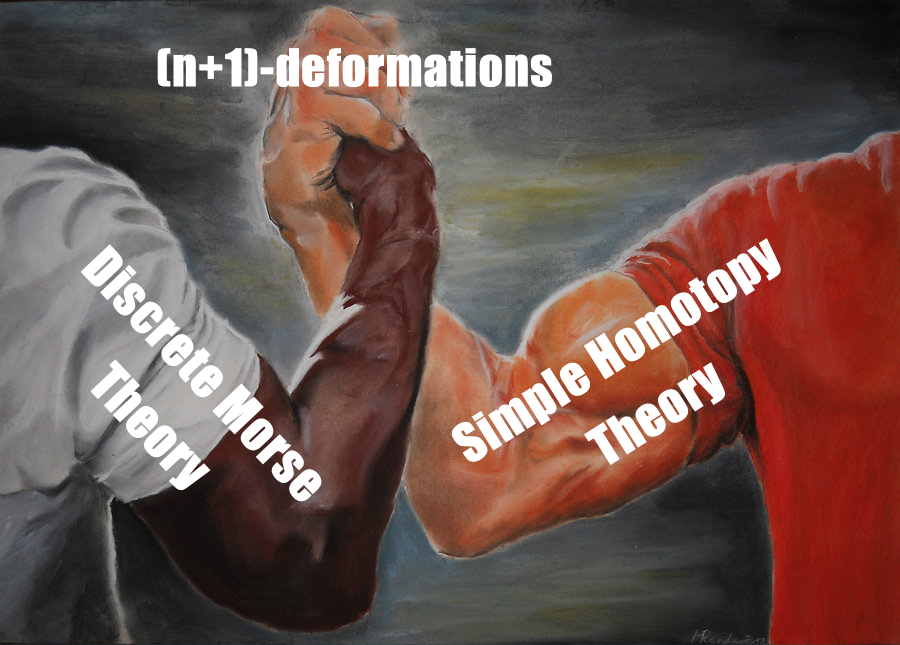 (n+1)-deformations
Discrete Morse
Theory
Simple Homotopy
Theory